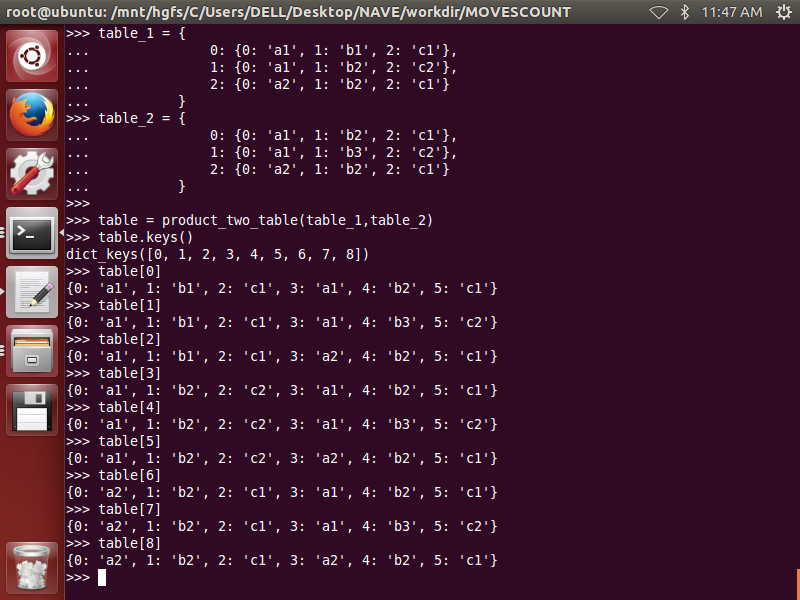 root@ubuntu: /mnt/hgfs/C/Users/DELL/Desktop/NAVE/workdir/MOVESCOUNT 11:47 AM
>>> table_1 = {
...               0: {0: 'a1', 1: 'b1', 2: 'c1'},
...               1: {0: 'a1', 1: 'b2', 2: 'c2'},
...               2: {0: 'a2', 1: 'b2', 2: 'c1'}
...           }
>>> table_2 = {
...               0: {0: 'a1', 1: 'b2', 2: 'c1'},
...               1: {0: 'a1', 1: 'b3', 2: 'c2'},
...               2: {0: 'a2', 1: 'b2', 2: 'c1'}
...           }
>>>
>>> table = product_two_table(table_1,table_2)
>>> table.keys()
dict_keys([0, 1, 2, 3, 4, 5, 6, 7, 8])
>>> table[0]
{0: 'a1', 1: 'b1', 2: 'c1', 3: 'a1', 4: 'b2', 5: 'c1'}
>>> table[1]
{0: 'a1', 1: 'b1', 2: 'c1', 3: 'a1', 4: 'b3', 5: 'c2'}
>>> table[2]
{0: 'a1', 1: 'b1', 2: 'c1', 3: 'a2', 4: 'b2', 5: 'c1'}
>>> table[3]
{0: 'a1', 1: 'b2', 2: 'c2', 3: 'a1', 4: 'b2', 5: 'c1'}
>>> table[4]
{0: 'a1', 1: 'b2', 2: 'c2', 3: 'a1', 4: 'b3', 5: 'c2'}
>>> table[5]
{0: 'a1', 1: 'b2', 2: 'c2', 3: 'a2', 4: 'b2', 5: 'c1'}
>>> table[6]
{0: 'a2', 1: 'b2', 2: 'c1', 3: 'a1', 4: 'b2', 5: 'c1'}
>>> table[7]
{0: 'a2', 1: 'b2', 2: 'c1', 3: 'a1', 4: 'b3', 5: 'c2'}
>>> table[8]
{0: 'a2', 1: 'b2', 2: 'c1', 3: 'a2', 4: 'b2', 5: 'c1'}
>>>